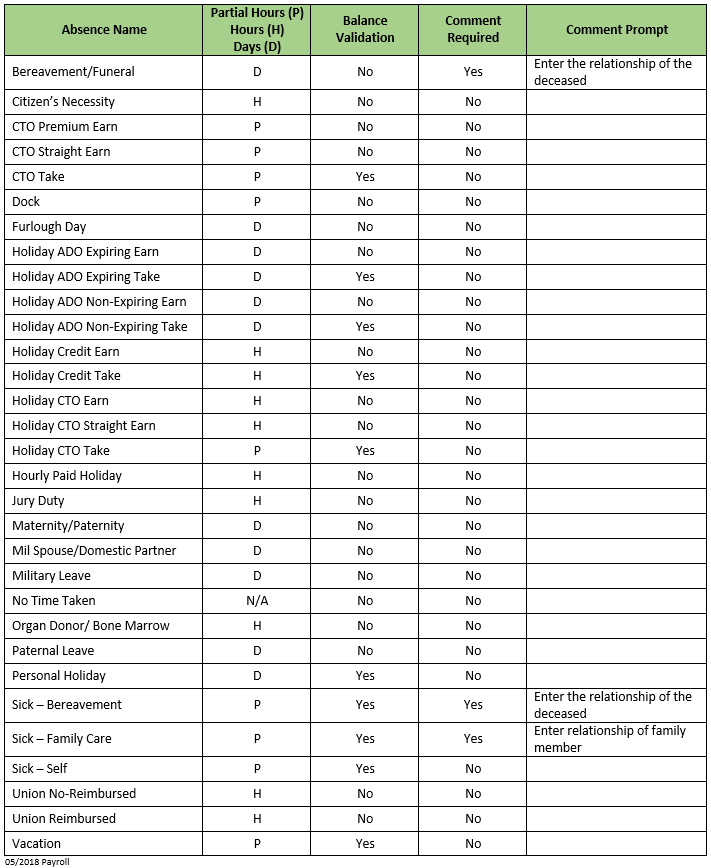 Absence Name Partial Hours (P) Hours (H) Days (D) Balance Validation Comment Required Comment Prompt
Bereavement/Funeral D No Yes Enter the relationship of the deceased
Citizen’s Necessity H No No
CTO Premium Earn P No No
CTO Straight Earn P No No
CTO Take P Yes No
Dock P No No
Furlough Day D No No
Holiday ADO Expiring Earn D No No
Holiday ADO Expiring Take D Yes No
Holiday ADO Non-Expiring Earn D No No
Holiday ADO Non-Expiring Take D Yes No
Holiday Credit Earn H No No
Holiday Credit Take H Yes No
Holiday CTO Earn H No No
Holiday CTO Straight Earn H No No
Holiday CTO Take P Yes No
Hourly Paid Holiday H No No
Jury Duty H No No
Maternity/Paternity D No No
Mil Spouse/Domestic Partner D No No
Military Leave D No No
No Time Taken N/A No No
Organ Donor/ Bone Marrow H No No
Paternal Leave D No No
Personal Holiday D Yes No
Sick – Bereavement P Yes Yes Enter the relationship of the deceased
Sick – Family Care P Yes Yes Enter relationship of family member
Sick – Self P Yes No
Union No-Reimbursed H No No
Union Reimbursed H No No
Vacation P Yes No
05/2018 Payroll